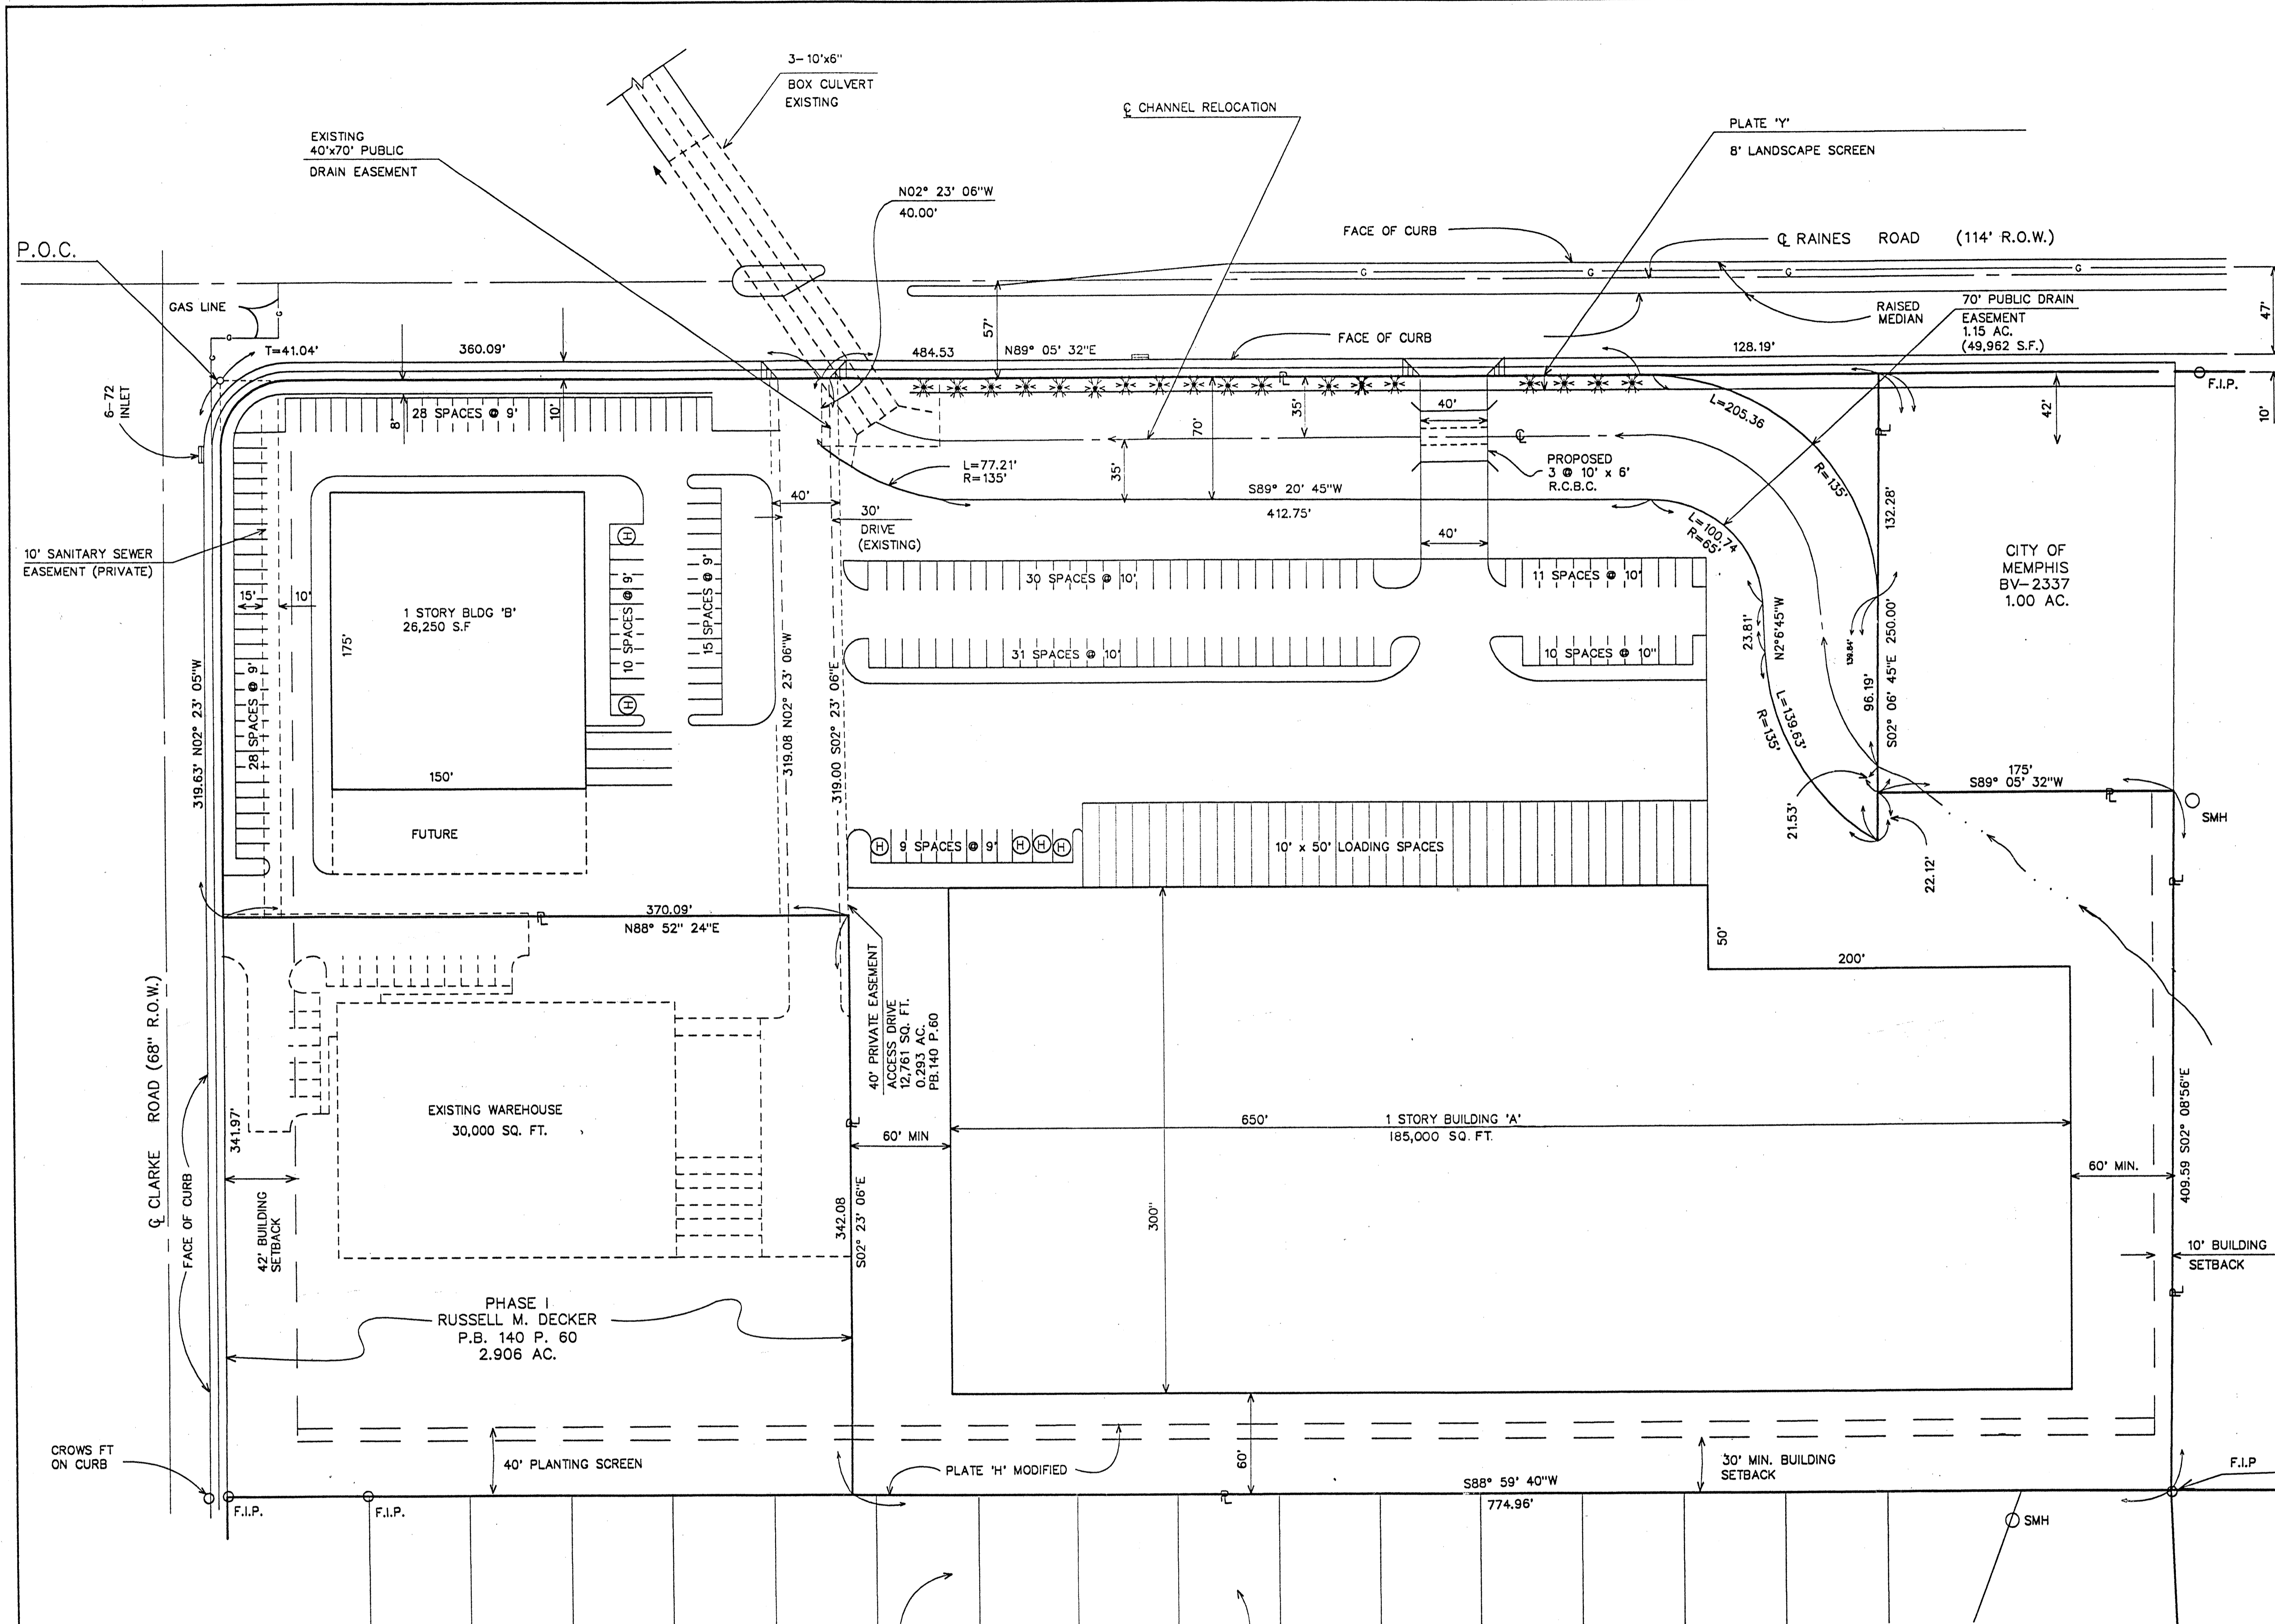 3-10'x6"
BOX CULVERT
EXISTING
℄ CHANNEL RELOCATION
PLATE 'Y'
8' LANDSCAPE SCREEN
EXISTING
40'x70' PUBLIC
DRAIN EASEMENT
N02° 23' 06"W
40.00'
FACE OF CURB
℄ RAINES ROAD (114' R.O.W.)
P.O.C.
G
G
G
G
GAS LINE
G
G
G
RAISED
MEDIAN
70' PUBLIC DRAIN
EASEMENT
1.15 AC.
(49,962 S.F.)
47'
57'
FACE OF CURB
T=41.04'
360.09'
484.53
N89° 05' 32"E
128.19'
F.I.P.
6-72
INLET
28 SPACES @ 9'
8'
10'
40'
35'
70'
L=205.36
42'
10'
℄
PROPOSED
3 @ 10' x 6'
R.C.B.C.
35'
L=77.21'
R=135'
R=135'
S89° 20' 45"W
412.75'
132.28'
40'
30'
DRIVE
(EXISTING)
40'
L=100.74
R=65'
10' SANITARY SEWER
EASEMENT (PRIVATE)
CITY OF
MEMPHIS
BV-2337
1.00 AC.
H
15'
10'
1 STORY BLDG 'B'
26,250 S.F
175'
10 SPACES @ 9'
15 SPACES @ 9'
30 SPACES @ 10'
11 SPACES @ 10'
31 SPACES @ 10'
10 SPACES @ 10"
23.81'
N2°6'45"W
139.84'
96.19'
S02° 06' 45"E 250.00'
319.63' N02° 23' 05"W
28 SPACES @ 9'
319.08 N02° 23' 06"W
319.00 S02° 23' 06"E
L=139.63'
R=135'
H
150'
175'
S89° 05' 32"W
21.53'
SMH
22.12'
FUTURE
H
9 SPACES @ 9'
H
H
H
10' x 50' LOADING SPACES
370.09'
N88° 52" 24"E
50'
200'
40' PRIVATE EASEMENT
ACCESS DRIVE
12,761 SQ. FT.
0.293 AC.
PB.140 P.60
℄ CLARKE ROAD (68" R.O.W.)
FACE OF CURB
341.97'
EXISTING WAREHOUSE
30,000 SQ. FT.
60' MIN
650'
1 STORY BUILDING 'A'
185,000 SQ. FT.
60' MIN.
409.59 S02° 08'56"E
42' BUILDING
SETBACK
342.08
S02° 23' 06"E
300"
10' BUILDING
SETBACK
PHASE I
RUSSELL M. DECKER
P.B. 140 P. 60
2.906 AC.
CROWS FT
ON CURB
40' PLANTING SCREEN
PLATE 'H' MODIFIED
60'
30' MIN. BUILDING
SETBACK
F.I.P
S88° 59' 40"W
774.96'
F.I.P.
F.I.P.
SMH